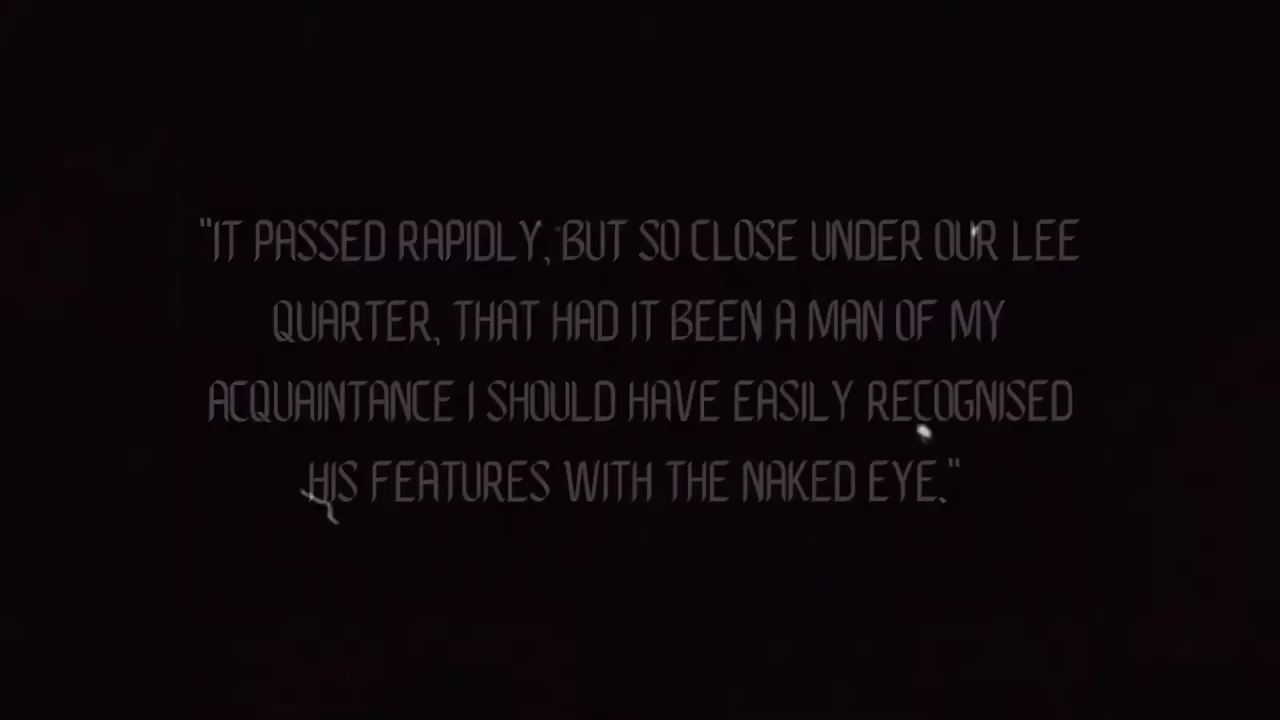 "IT PASSED RAPIDLY, BUT SO CLOSE UNDER OUR LEE
QUARTER, THAT HAD IT BEEN A MAN OF MY
ACQUAINTANCE I SHOULD HAVE EASILY RECOGNISED
HIS FEATURES WITH THE NAKED EYE."